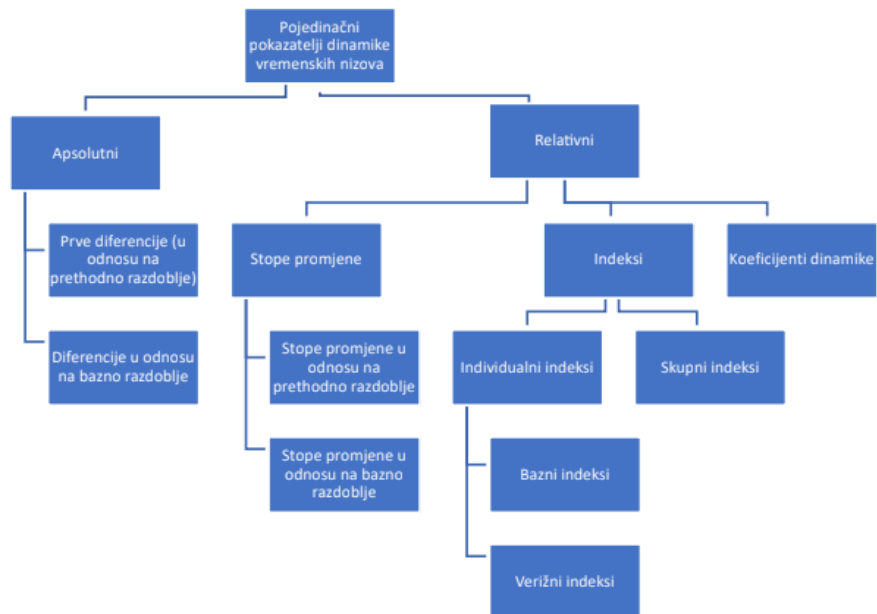 Pojedinačni
pokazatelji dinamike
vremenskih nizova
Apsolutni
Relativni
Prve diferencije (u
odnosu na
prethodno razdoblje)
Stope promjene
Indeksi
Koeficijenti dinamike
Diferencije u odnosu
na bazno razdoblje
Stope promjene u
odnosu na
prethodno razdoblje
Individualni indeksi
Skupni indeksi
Stope promjene u
odnosu na bazno
razdoblje
Bazni indeksi
Verižni indeksi